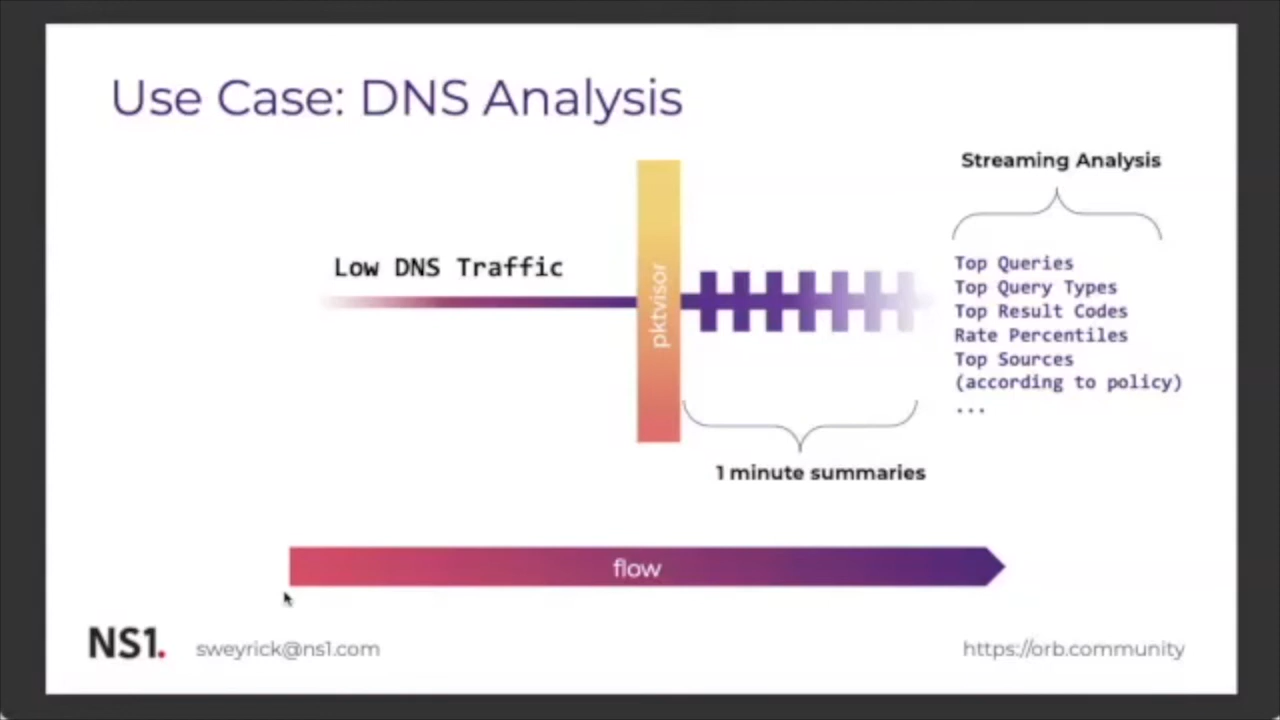 Use Case: DNS Analysis
Streaming Analysis
Low DNS Traffic
pktvisor
Top Queries
Top Query Types
Top Result Codes
Rate Percentiles
Top Sources
(according to policy)
...
1 minute summaries
flow
NS1.
sweyrick@ns1.com
https://orb.community